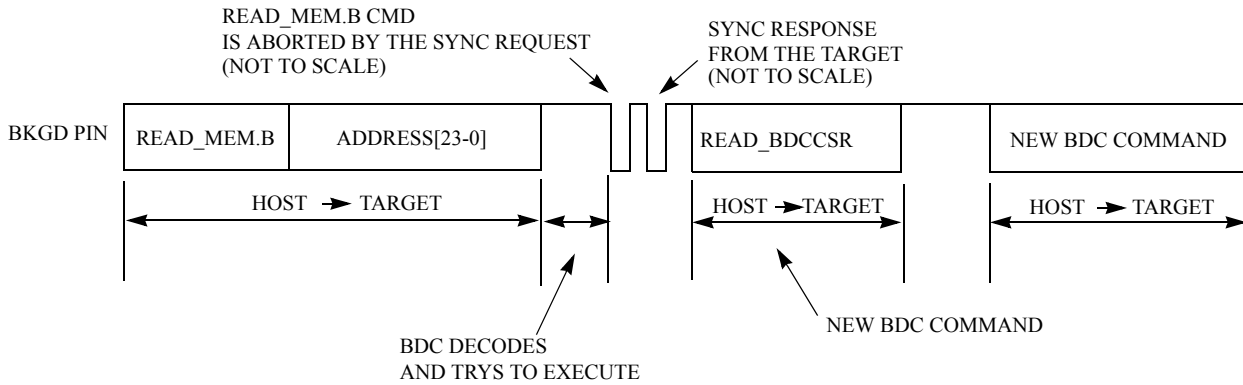 READ_MEM.B CMD
IS ABORTED BY THE SYNC REQUEST
(NOT TO SCALE)
SYNC RESPONSE
FROM THE TARGET
(NOT TO SCALE)
BKGD PIN
READ_MEM.B
ADDRESS[23-0]
READ_BDCCSR
NEW BDC COMMAND
HOST
TARGET
HOST
TARGET
HOST
TARGET
BDC DECODES
AND TRYS TO EXECUTE
NEW BDC COMMAND